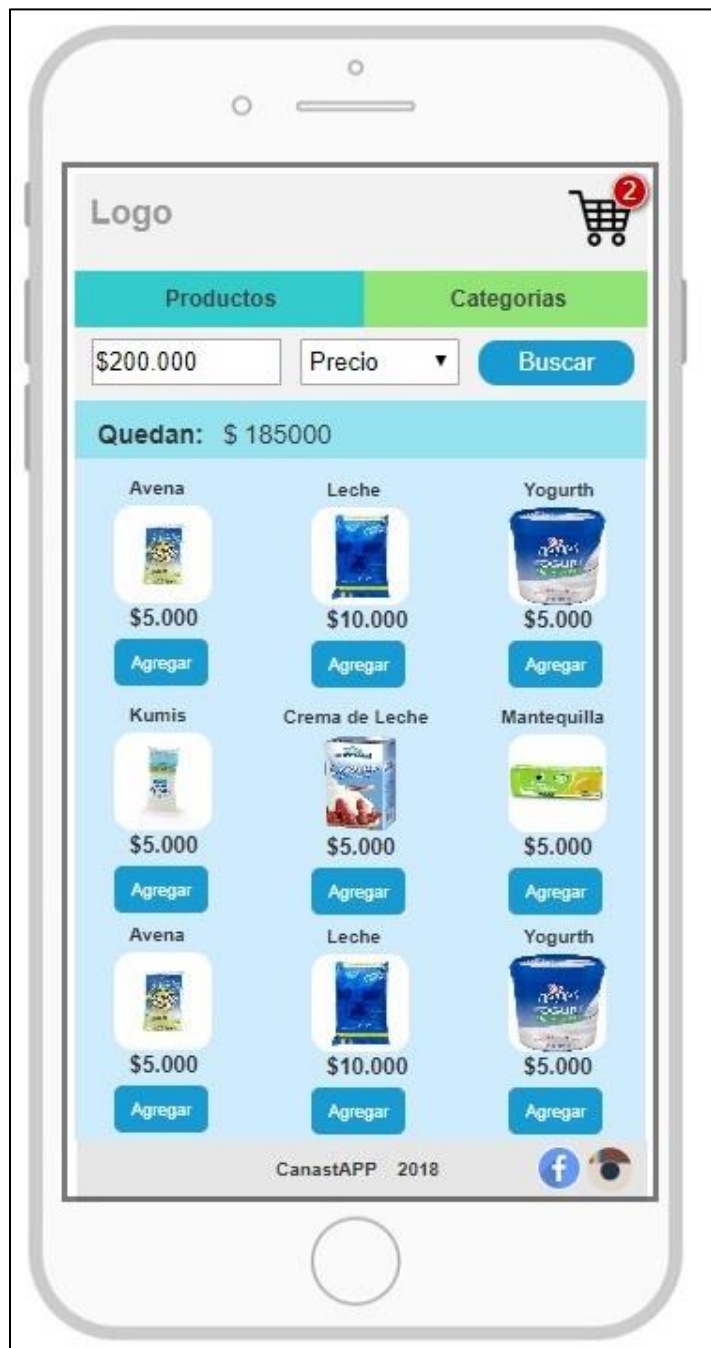 Logo
2
Productos Categorias
$200.000 Precio Buscar
Quedan: $ 185000
Avena Leche Yogurth
YOGURT
$5.000 $10.000 $5.000
Agregar Agregar Agregar
Kumis Crema de Leche Mantequilla
$5.000 $5.000 $5.000
Agregar Agregar Agregar
Avena Leche Yogurth
YOGURT
$5.000 $10.000 $5.000
Agregar Agregar Agregar
CanastAPP 2018